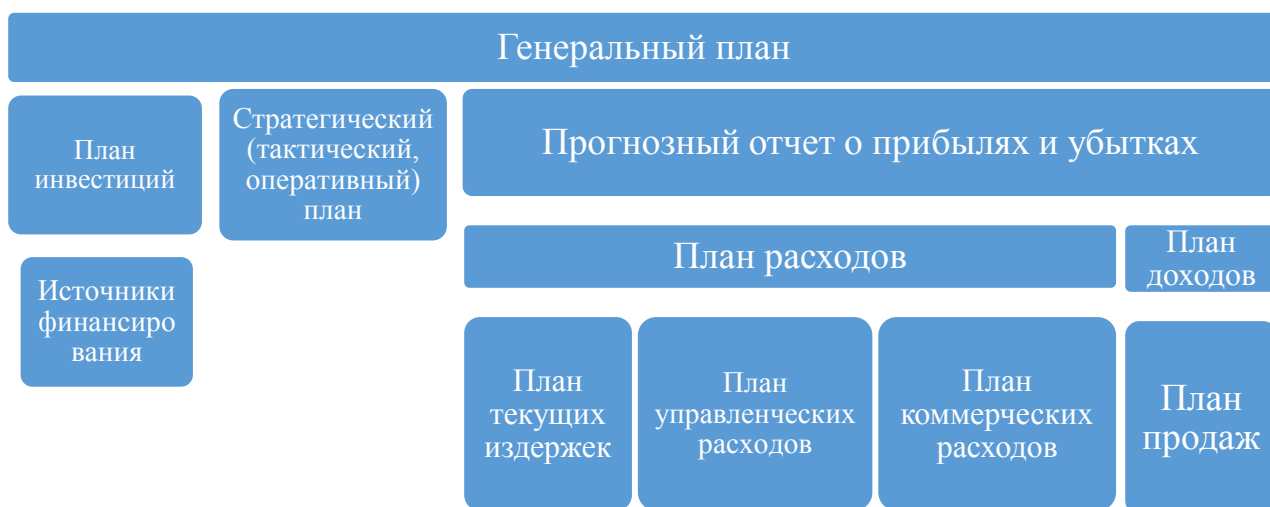 Генеральный план
План
инвестиций
Стратегический
(тактический,
оперативный)
план
Прогнозный отчет о прибылях и убытках
План расходов
План
доходов
Источники
финансиро
вания
План
текущих
издержек
План
управленческих
расходов
План
коммерческих
расходов
План
продаж